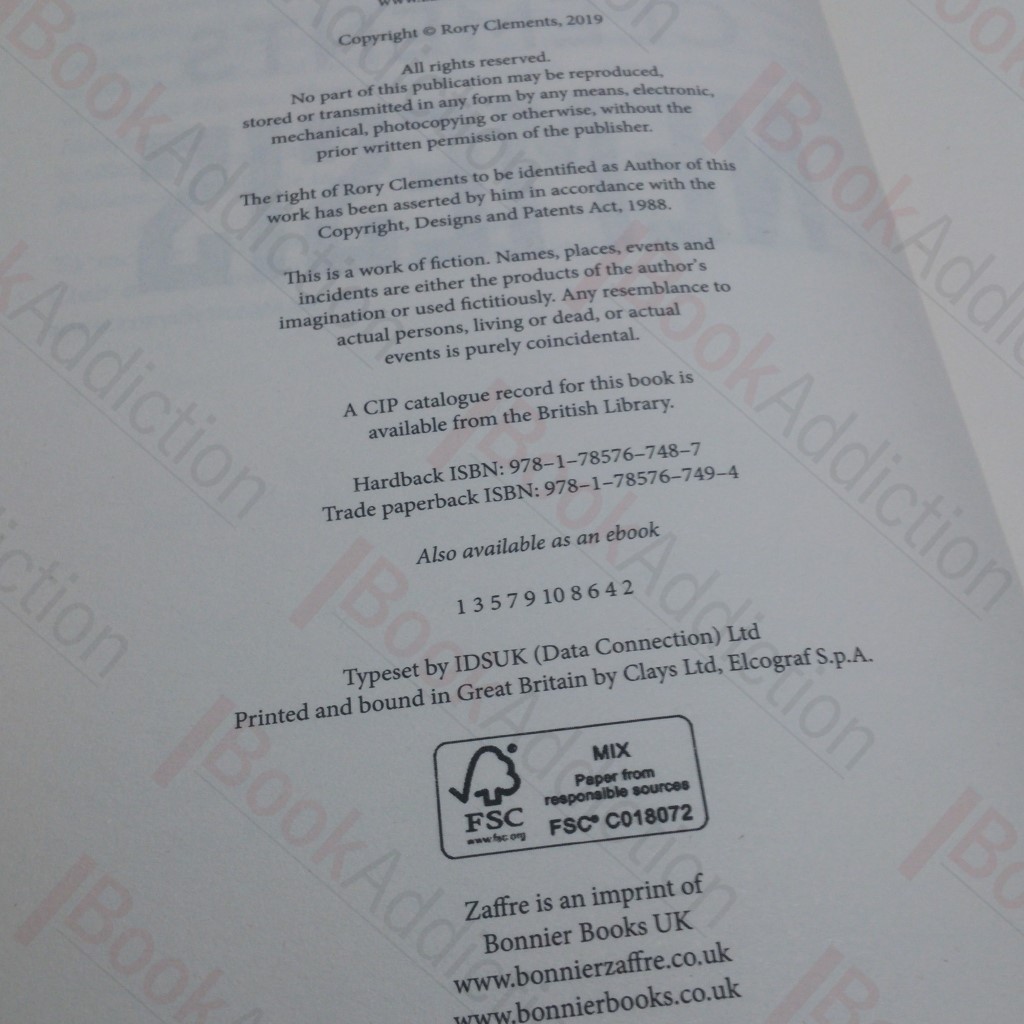 Copyright © Rory Clements, 2019
All rights reserved.
No part of this publication may be reproduced,
stored or transmitted in any form by any means, electronic,
mechanical, photocopying or otherwise, without the
prior written permission of the publisher.
The right of Rory Clements to be identified as Author of this
work has been asserted by him in accordance with the
Copyright, Designs and Patents Act, 1988.
This is a work of fiction. Names, places, events and
incidents are either the products of the author's
imagination or used fictitiously. Any resemblance to
actual persons, living or dead, or actual
events is purely coincidental.
A CIP catalogue record for this book is
available from the British Library.
Hardback ISBN: 978–1–78576–748–7
Trade paperback ISBN: 978–1–78576–749–4
Also available as an ebook
1 3 5 7 9 10 8 6 4 2
Typeset by IDSUK (Data Connection) Ltd
Printed and bound in Great Britain by Clays Ltd, Elcograf S.p.A.
FSC
www.fsc.org
MIX
Paper from
responsible sources
FSC® C018072
Zaffre is an imprint of
Bonnier Books UK
www.bonnierzaffre.co.uk
www.bonnierbooks.co.uk
BookAddiction